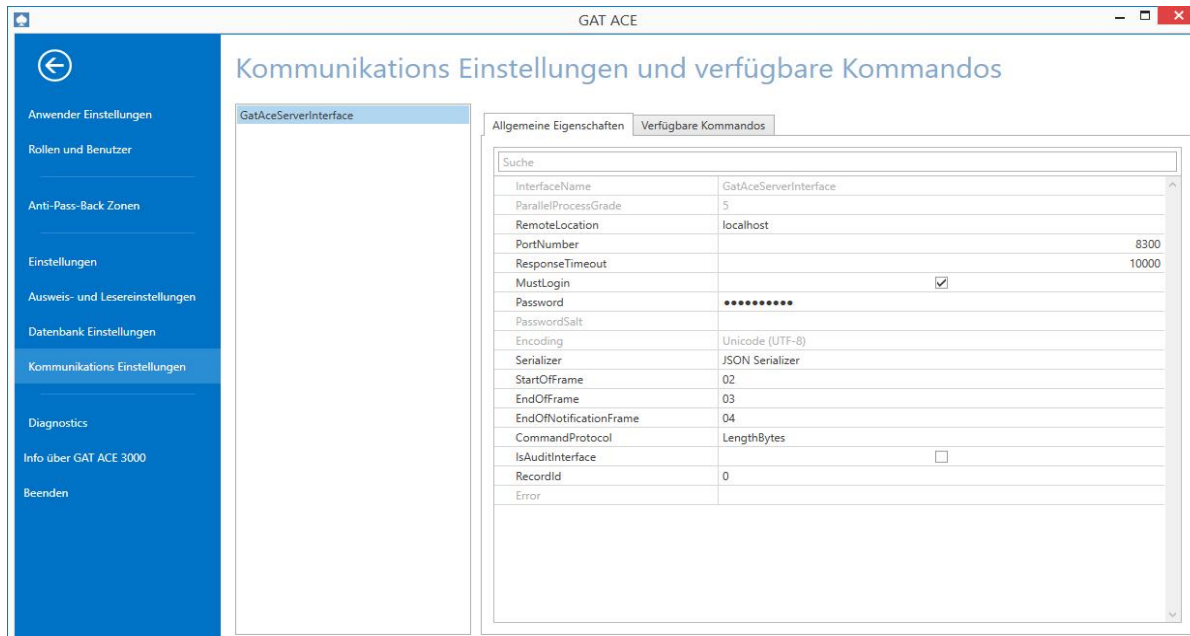 GAT ACE
Kommunikations Einstellungen und verfügbare Kommandos
Anwender Einstellungen
Rollen und Benutzer
Anti-Pass-Back Zonen
Einstellungen
Ausweis- und Lesereinstellungen
Datenbank Einstellungen
Kommunikations Einstellungen
Diagnostics
Info über GAT ACE 3000
Beenden
GatAceServerInterface
Allgemeine Eigenschaften Verfügbare Kommandos
Suche
InterfaceName GatAceServerInterface
ParallelProcessGrade 5
RemoteLocation localhost
PortNumber 8300
ResponseTimeout 10000
MustLogin
Password ●●●●●●●●●●
PasswordSalt
Encoding Unicode (UTF-8)
Serializer JSON Serializer
StartOfFrame 02
EndOfFrame 03
EndOfNotificationFrame 04
CommandProtocol LengthBytes
IsAuditInterface
RecordId 0
Error